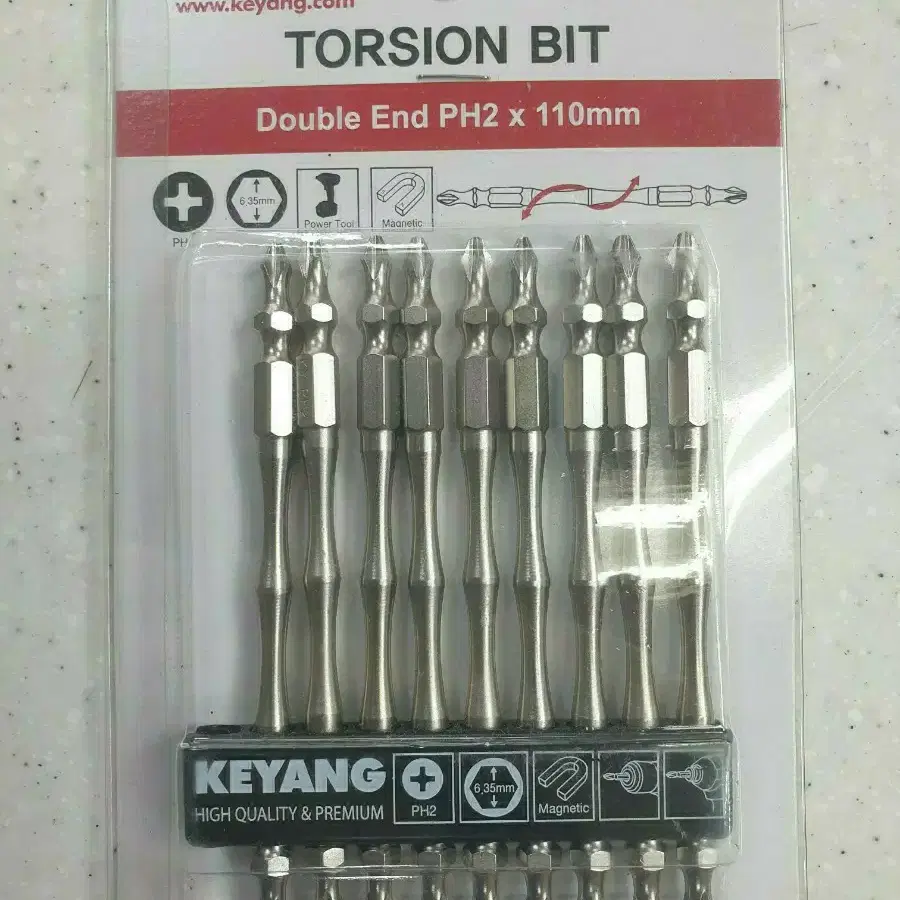 www.keyang.com
TORSION BIT
Double End PH2 x 110mm
6,35mm
Power Tool
Magnetic
PH
KEYANG
HIGH QUALITY & PREMIUM
PH2
6,35mm
Magnetic